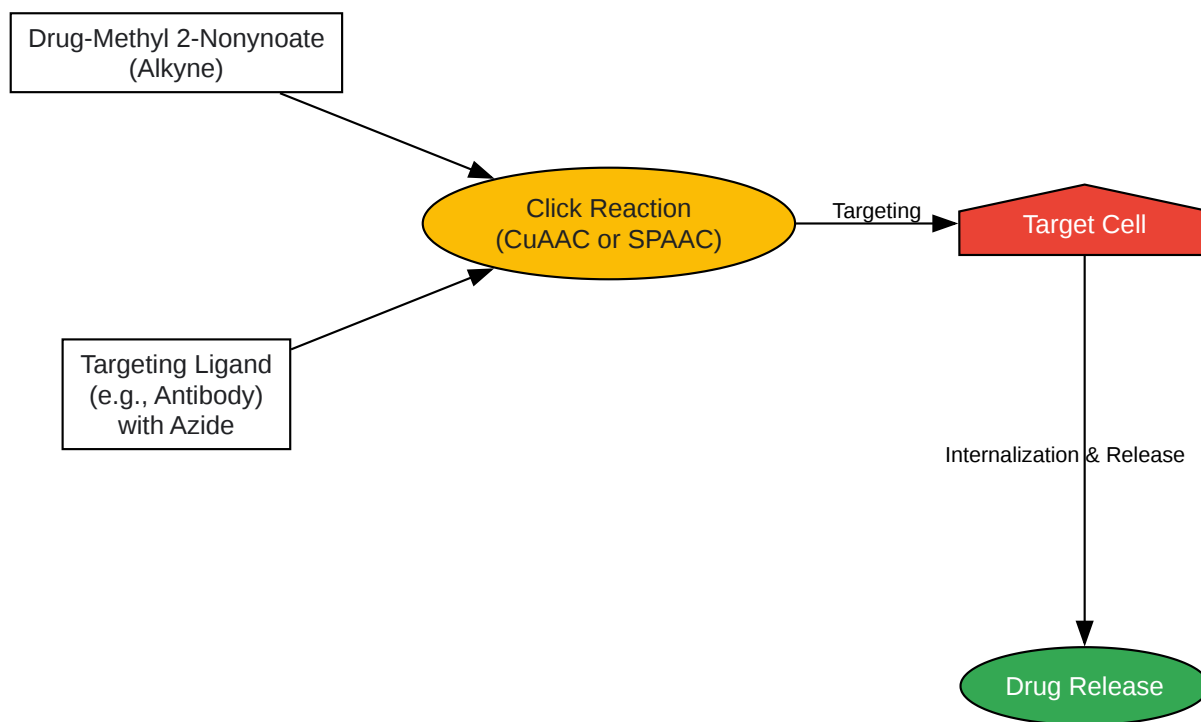 Drug-Methyl 2-Nonynoate
(Alkyne)
Click Reaction
(CuAAC or SPAAC)
Targeting
Target Cell
Targeting Ligand
(e.g., Antibody)
with Azide
Internalization & Release
Drug Release